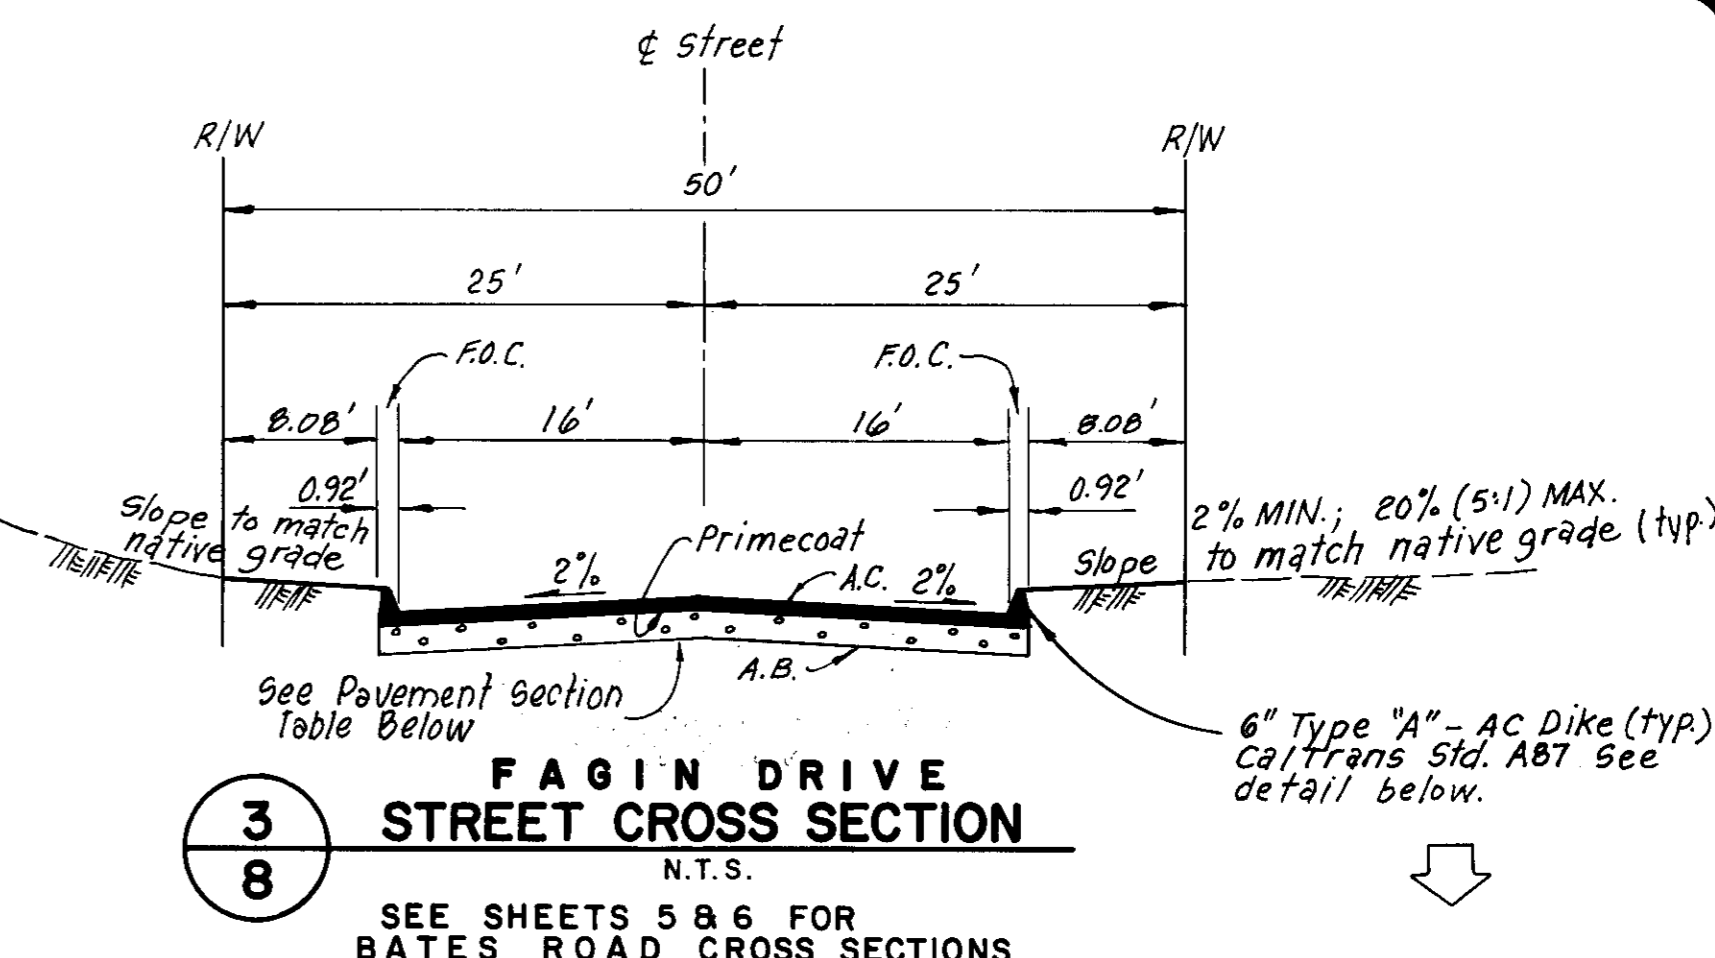 ₵ street
R/W
R/W
50'
25'
25'
F.O.C.
F.O.C.
8.08'
16'
16'
8.08'
0.92'
0.92'
Slope to match
native grade
2% MIN.; 20% (5:1) MAX.
to match native grade (typ.)
Slope
Primecoat
2%
A.C.
2%
A.B.
See Pavement Section
Table Below
6" Type "A" - AC Dike (typ.)
CalTrans Std. A87 See
detail below.
FAGIN DRIVE
3
STREET CROSS SECTION
8
N.T.S.
SEE SHEETS 5 & 6 FOR
BATES ROAD CROSS SECTIONS